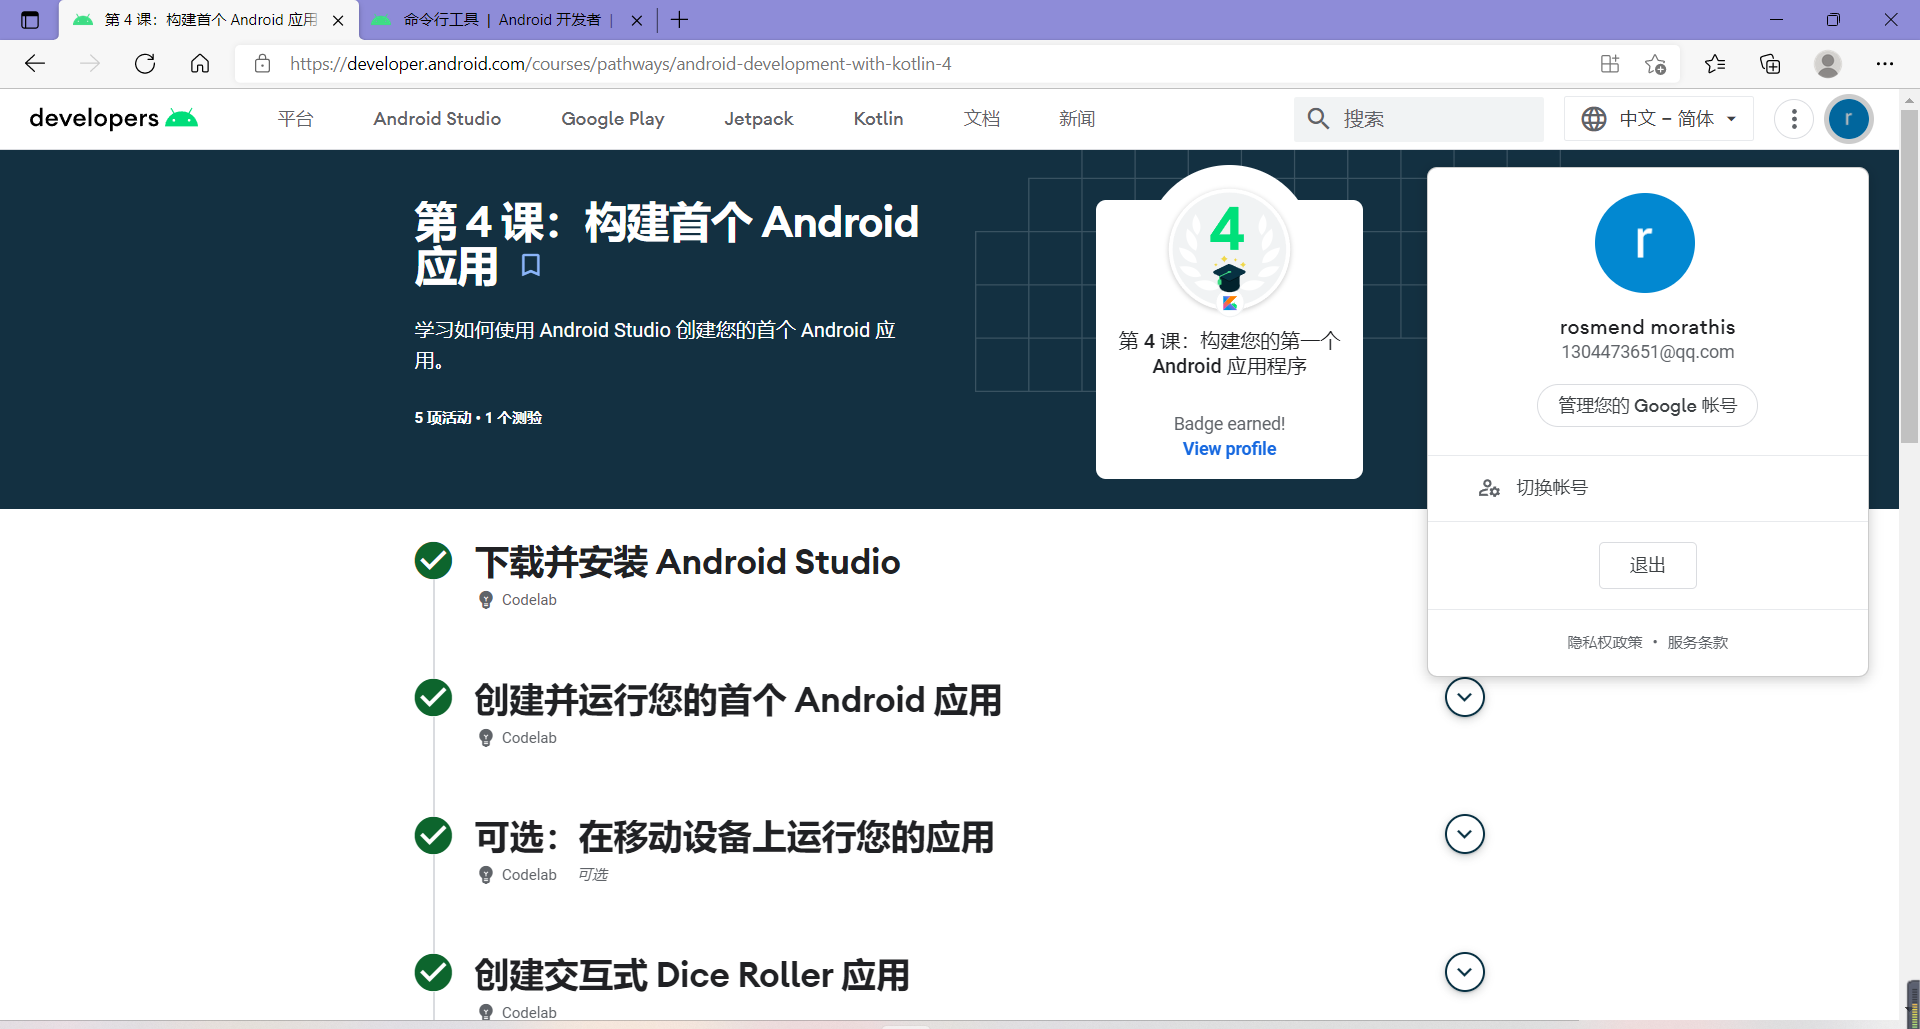 第 4 课：构建首个 Android 应用
命令行工具 | Android 开发者 |
https://developer.android.com/courses/pathways/android-development-with-kotlin-4
developers
平台
Android Studio
Google Play
Jetpack
Kotlin
文档
新闻
搜索
中文 – 简体
r
第 4 课：构建首个 Android
应用
学习如何使用 Android Studio 创建您的首个 Android 应
用。
5 项活动 • 1 个测验
4
第 4 课：构建您的第一个
Android 应用程序
Badge earned!
View profile
r
rosmend morathis
1304473651@qq.com
管理您的 Google 帐号
切换帐号
退出
隐私权政策 • 服务条款
下载并安装 Android Studio
Codelab
创建并运行您的首个 Android 应用
Codelab
可选：在移动设备上运行您的应用
Codelab 可选
创建交互式 Dice Roller 应用
Codelab